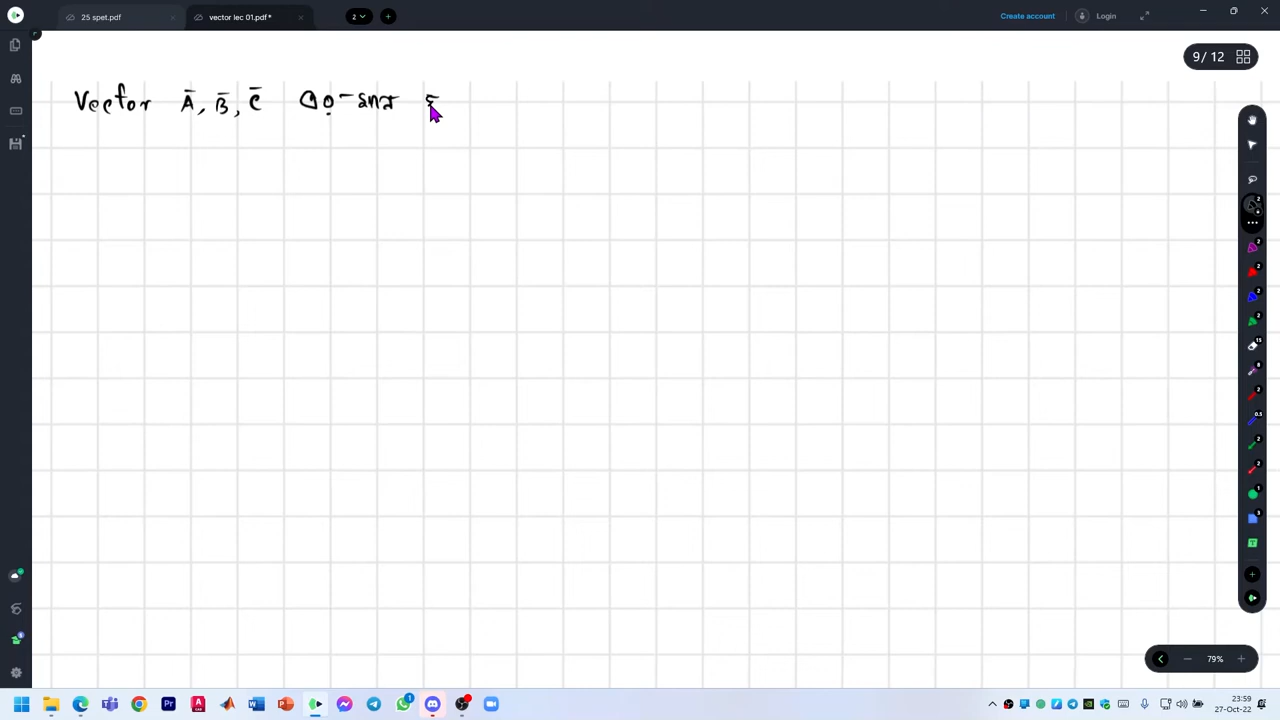 25 spet.pdf
vector lec 01.pdf*
2
Create account
Login
9/12
Vector A̅, B̅, C̅
79%
23:59
27-Oct-22